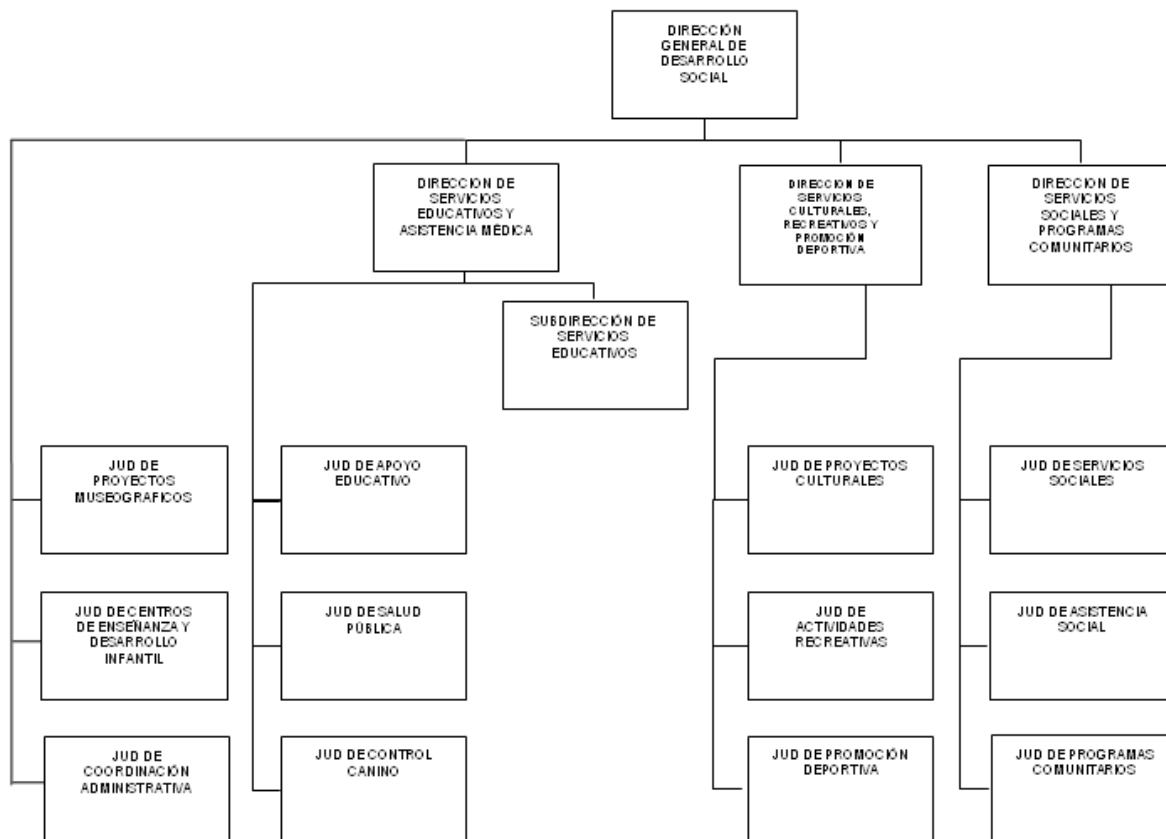 DIRECCIÓN
GENERAL DE
DESARROLLO
SOCIAL
DIRECCION DE
SERVICIOS
EDUCATIVOS Y
ASISTENCIA MÉDICA
DIRECCION DE
SERVICIOS
CULTURALES,
RECREATIVOS Y
PROMOCIÓN
DEPORTIVA
DIRECCION DE
SERVICIOS
SOCIALES Y
PROGRAMAS
COMUNITARIOS
SUBDIRECCIÓN DE
SERVICIOS
EDUCATIVOS
JUD DE
PROYECTOS
MUSEOGRAFICOS
JUD DE APOYO
EDUCATIVO
JUD DE PROYECTOS
CULTURALES
JUD DE SERVICIOS
SOCIALES
JUD DE CENTROS
DE ENSEÑANZA Y
DESARROLLO
INFANTIL
JUD DE SALUD
PÚBLICA
JUD DE
ACTIVIDADES
RECREATIVAS
JUD DE ASISTENCIA
SOCIAL
JUD DE
COORDINACIÓN
ADMINISTRATIVA
JUD DE CONTROL
CANINO
JUD DE PROMOCIÓN
DEPORTIVA
JUD DE PROGRAMAS
COMUNITARIOS